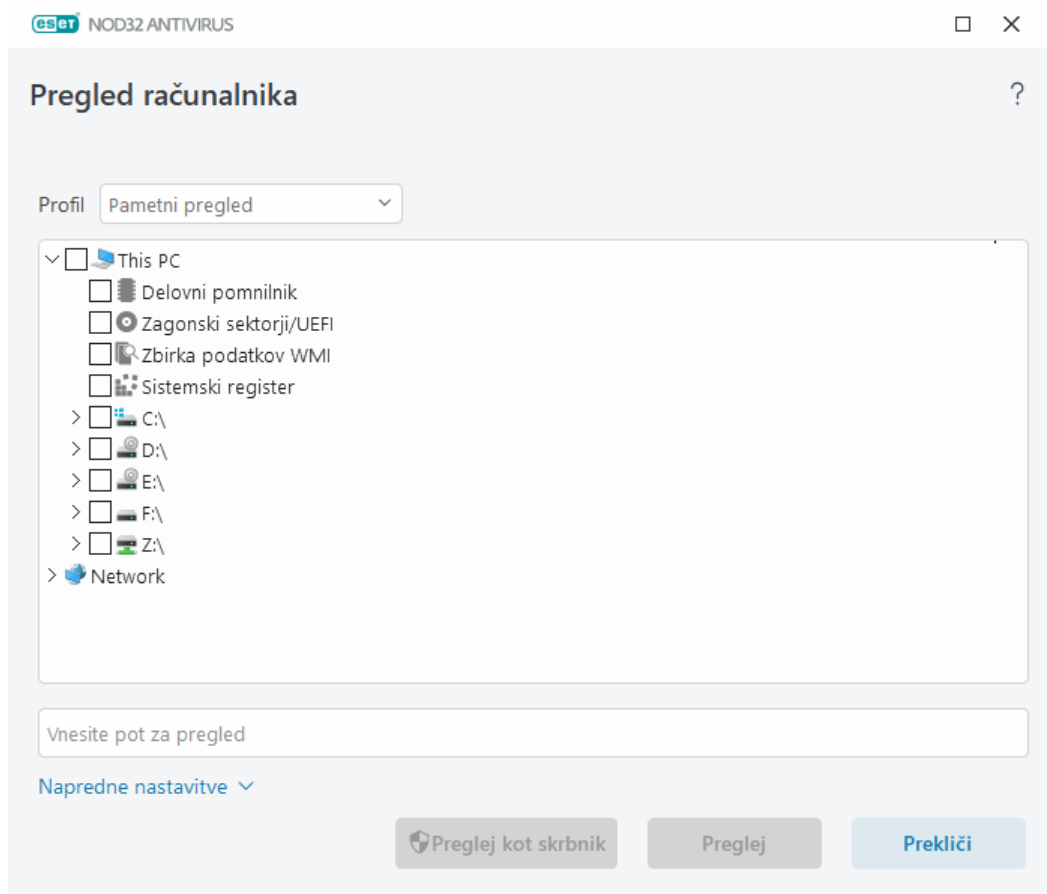 eset NOD32 ANTIVIRUS
Pregled računalnika
?
Profil Pametni pregled
This PC
Delovni pomnilnik
Zagonski sektorji/UEFI
Zbirka podatkov WMI
Sistemski register
C:\
D:\
E:\
F:\
Z:\
Network
Vnesite pot za pregled
Napredne nastavitve
Preglej kot skrbnik Preglej Prekliči